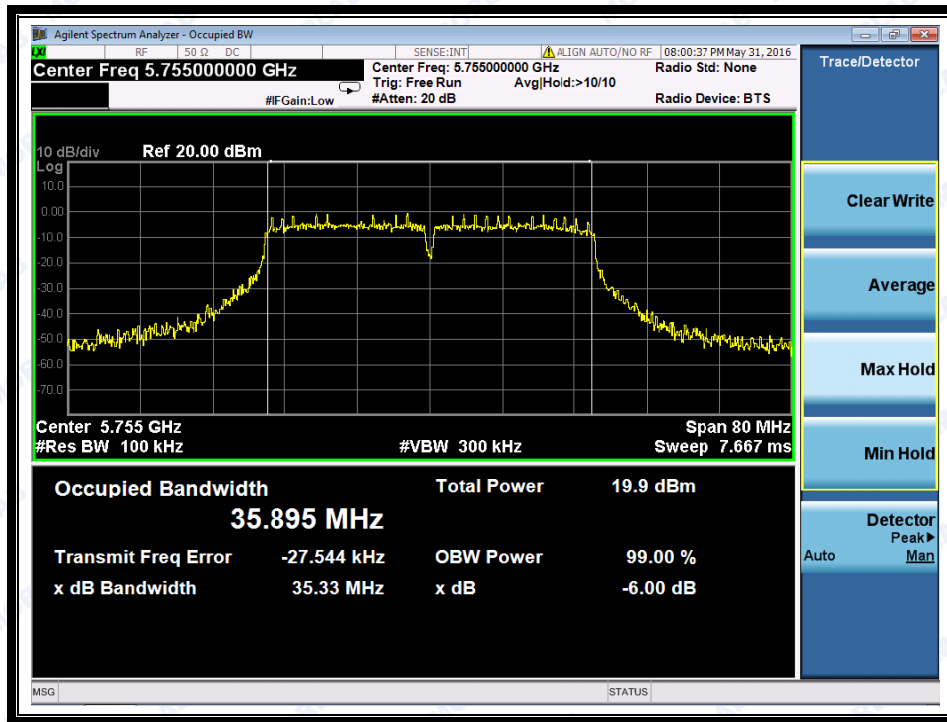 Agilent Spectrum Analyzer - Occupied BW
LXI RF 50 Ω DC SENSE:INT ALIGN AUTO/NO RF 08:00:37 PM May 31, 2016
Center Freq 5.755000000 GHz
Center Freq: 5.755000000 GHz Radio Std: None
Trig: Free Run Avg|Hold:>10/10
#IFGain:Low #Atten: 20 dB Radio Device: BTS
10 dB/div Ref 20.00 dBm
Log
10.0
0.00
-10.0
-20.0
-30.0
-40.0
-50.0
-60.0
-70.0
Center 5.755 GHz Span 80 MHz
#Res BW 100 kHz #VBW 300 kHz Sweep 7.667 ms
Occupied Bandwidth Total Power 19.9 dBm
35.895 MHz
Transmit Freq Error -27.544 kHz OBW Power 99.00 %
x dB Bandwidth 35.33 MHz x dB -6.00 dB
MSG STATUS
Trace/Detector
Clear Write
Average
Max Hold
Min Hold
Detector
Peak▶
Auto Man